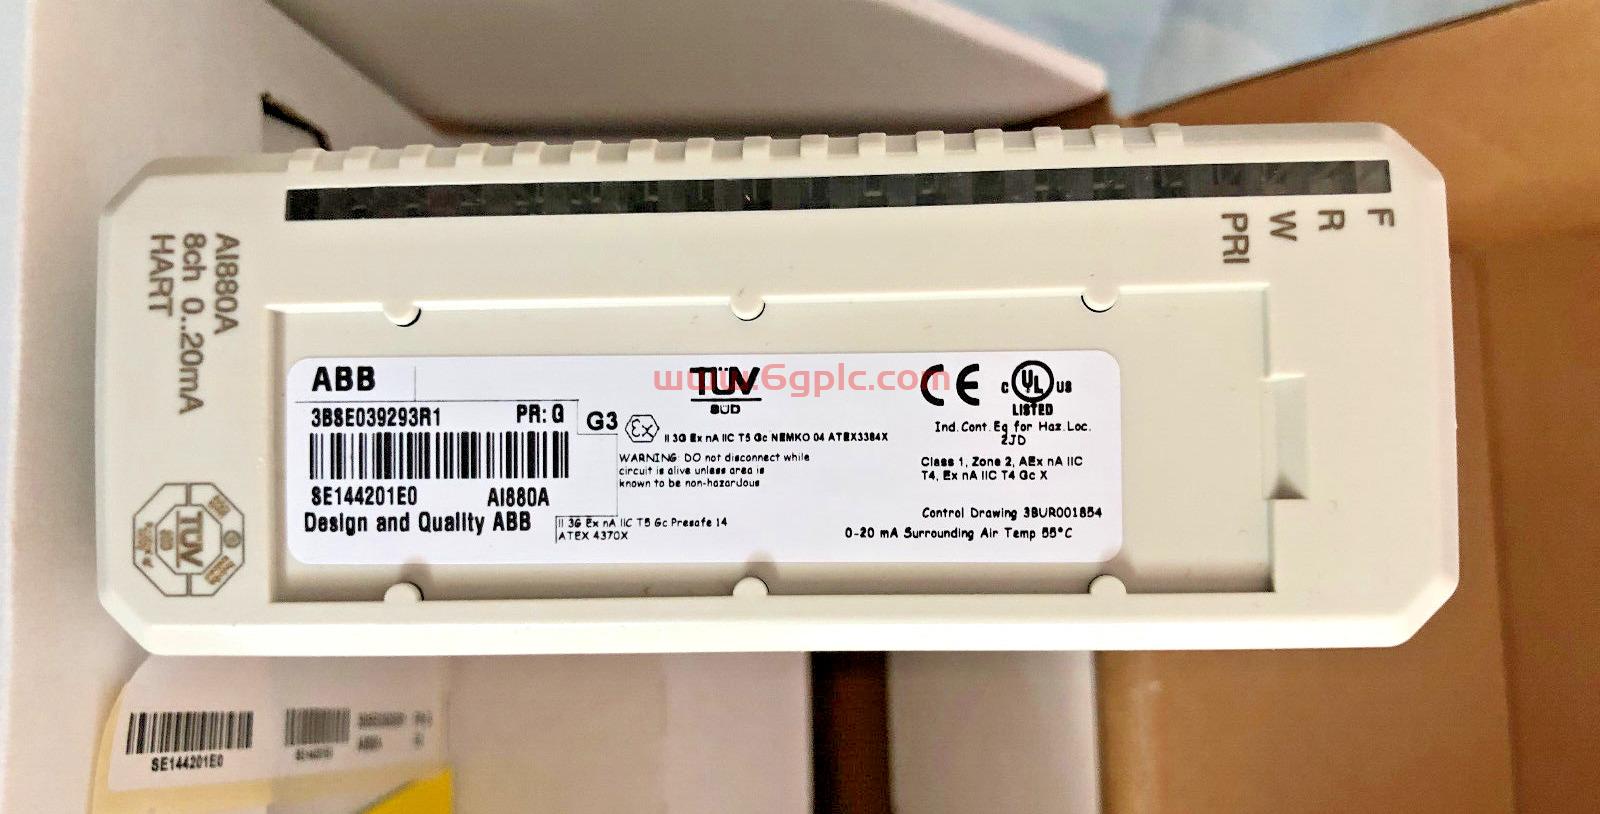 F
R
W
PRI
AI880A
8ch 0..20mA
HART
ABB
3BSE039293R1 PR: G
G3
SE144201E0 AI880A
Design and Quality ABB
II 3G Ex nA IIC T5 Gc Presafe 14
ATEX 4370X
TÜV
SÜD
www.6gplc.com
Ex II 3G Ex nA IIC T5 Gc NEMKO 04 ATEX3384X
WARNING: DO not disconnect while
circuit is alive unless area is
known to be non-hazardous
CE
C UL US
LISTED
Ind.Cont.Eq for Haz.Loc.
2JD
Class 1, Zone 2, AEx nA IIC
T4, Ex nA IIC T4 Gc X
Control Drawing 3BUR001854
0-20 mA Surrounding Air Temp 55°C
TÜV
SE144201E0